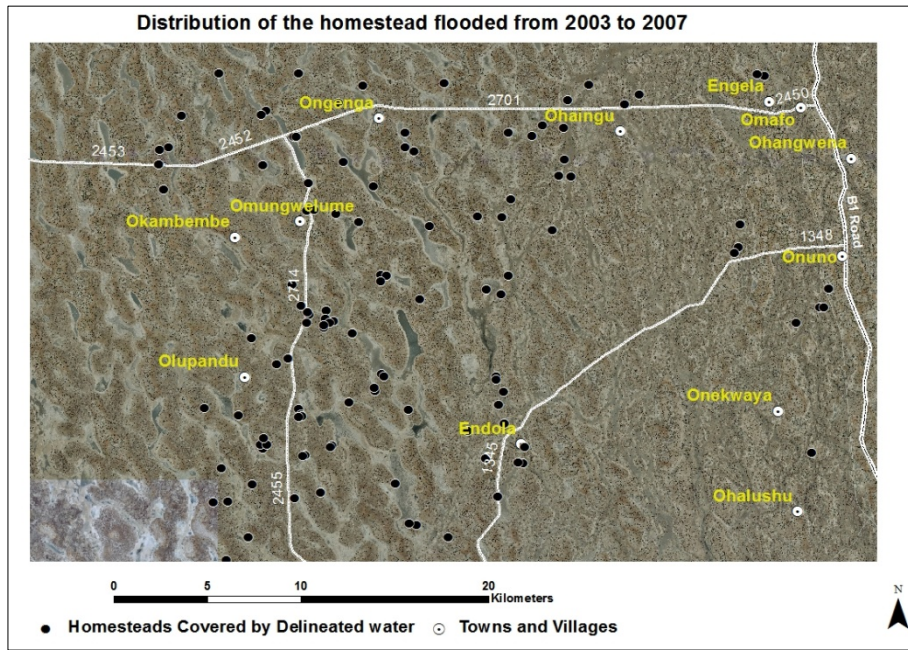 Distribution of the homestead flooded from 2003 to 2007
Engela
Ongenga
2701
Ohaingu
2450
Omafo
2452
Ohangwena
2453
Omungwelume
Okambembe
B1 Road
1348
Onuno
2714
Olupandu
Onekwaya
Endola
1345
2455
Ohalushu
0 5 10 20
Kilometers
N
Homesteads Covered by Delineated water
Towns and Villages